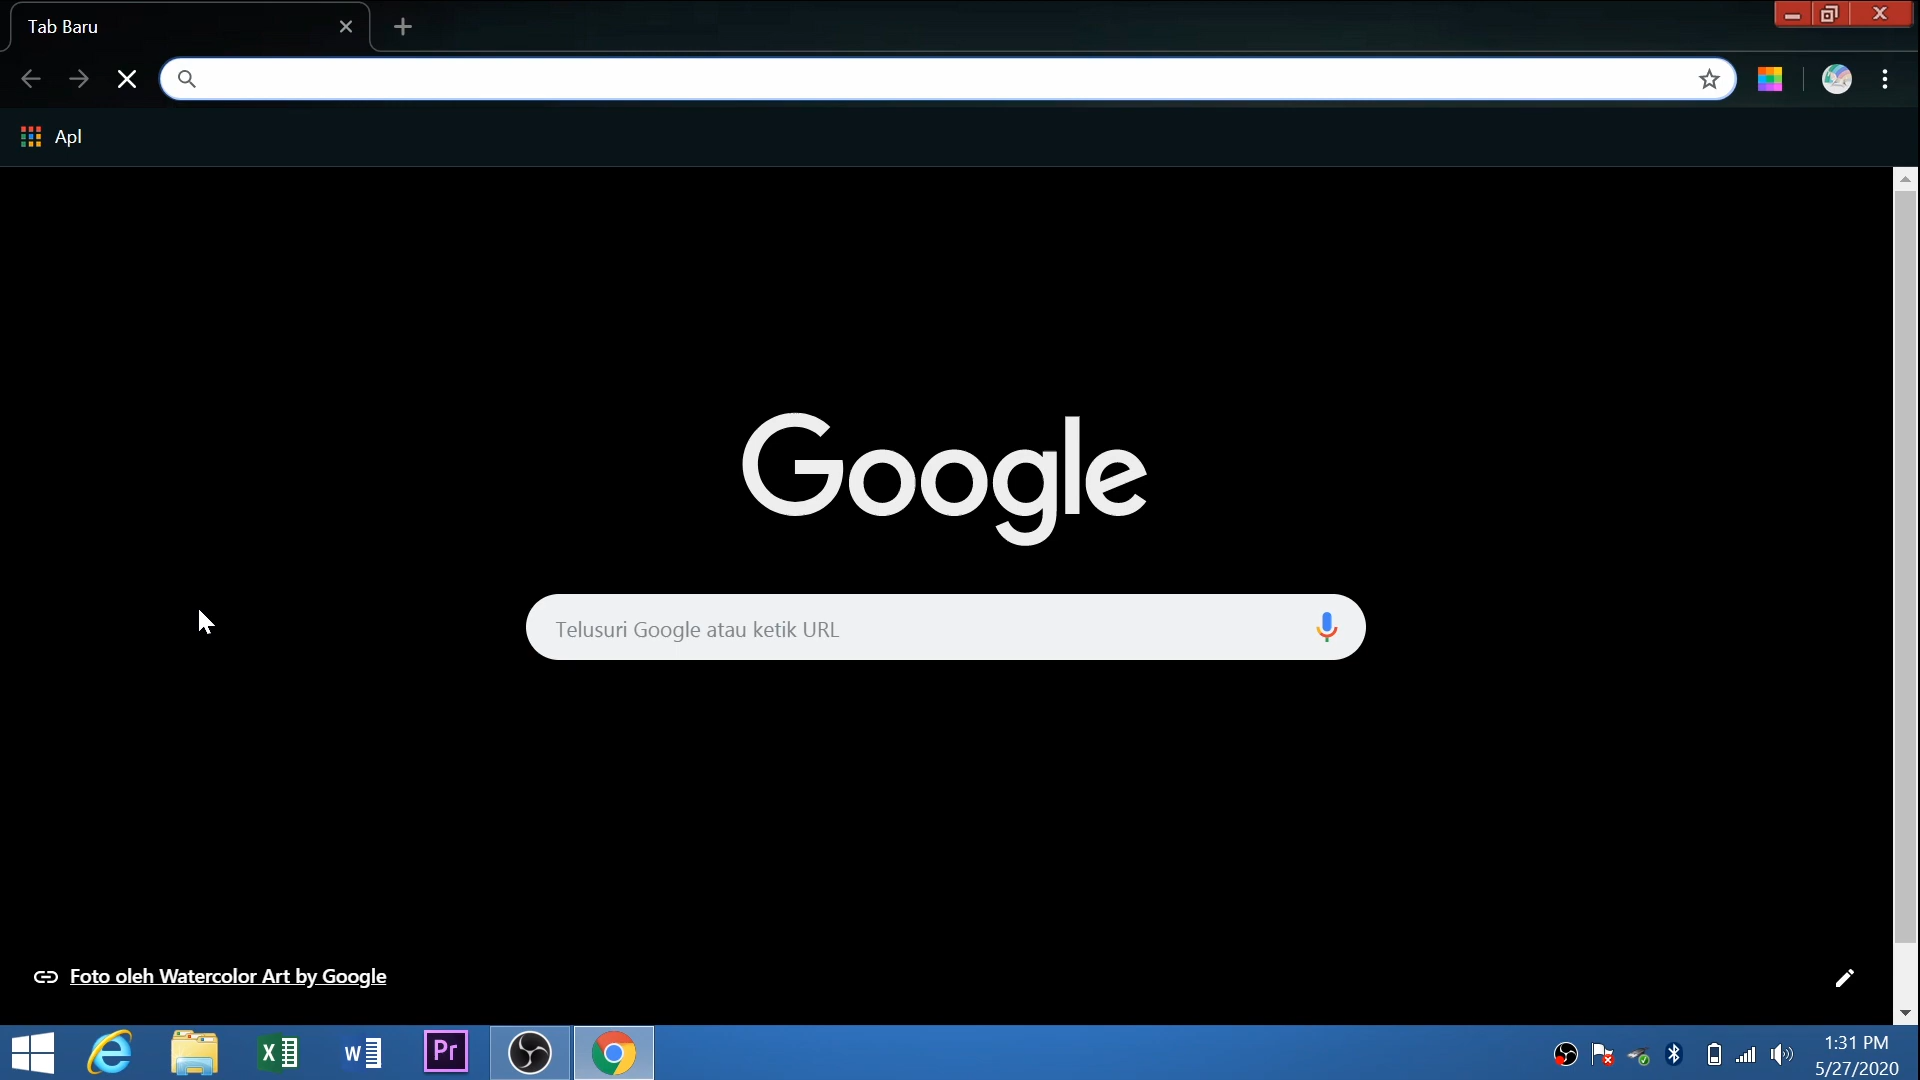 Tab Baru
Apl
Google
Telusuri Google atau ketik URL
Foto oleh Watercolor Art by Google
Pr
1:31 PM
5/27/2020